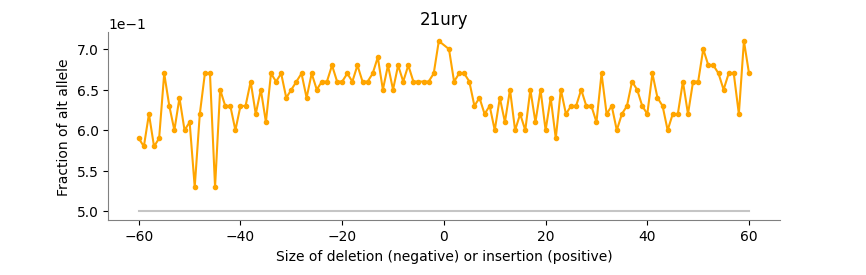 21ury
1e−1
7.0
6.5
6.0
5.5
5.0
Fraction of alt allele
−60 −40 −20 0 20 40 60
Size of deletion (negative) or insertion (positive)